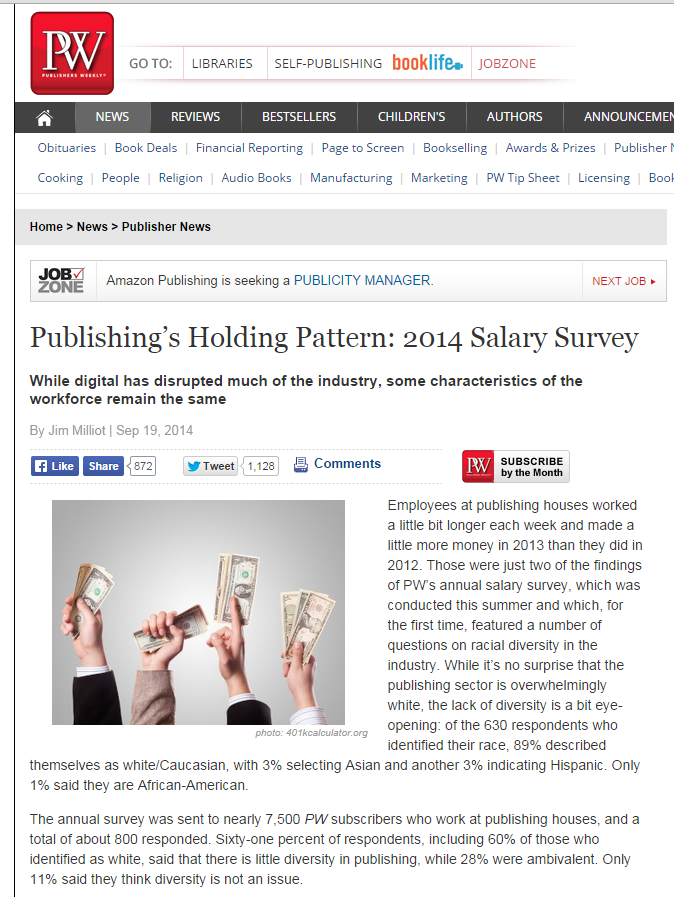 PW
PUBLISHERS WEEKLY
GO TO: LIBRARIES SELF-PUBLISHING booklife JOBZONE
NEWS REVIEWS BESTSELLERS CHILDREN'S AUTHORS ANNOUNCEMEN
Obituaries | Book Deals | Financial Reporting | Page to Screen | Bookselling | Awards & Prizes | Publisher N
Cooking | People | Religion | Audio Books | Manufacturing | Marketing | PW Tip Sheet | Licensing | Book
Home > News > Publisher News
JOB ZONE Amazon Publishing is seeking a PUBLICITY MANAGER. NEXT JOB
Publishing's Holding Pattern: 2014 Salary Survey
While digital has disrupted much of the industry, some characteristics of the
workforce remain the same
By Jim Milliot | Sep 19, 2014
Like Share 872 Tweet 1,128 Comments PW SUBSCRIBE
by the Month
Employees at publishing houses worked
a little bit longer each week and made a
little more money in 2013 than they did in
2012. Those were just two of the findings
of PW's annual salary survey, which was
conducted this summer and which, for
the first time, featured a number of
questions on racial diversity in the
industry. While it's no surprise that the
publishing sector is overwhelmingly
white, the lack of diversity is a bit eye-
opening: of the 630 respondents who
photo: 401kcalculator.org
identified their race, 89% described
themselves as white/Caucasian, with 3% selecting Asian and another 3% indicating Hispanic. Only
1% said they are African-American.
The annual survey was sent to nearly 7,500 PW subscribers who work at publishing houses, and a
total of about 800 responded. Sixty-one percent of respondents, including 60% of those who
identified as white, said that there is little diversity in publishing, while 28% were ambivalent. Only
11% said they think diversity is not an issue.